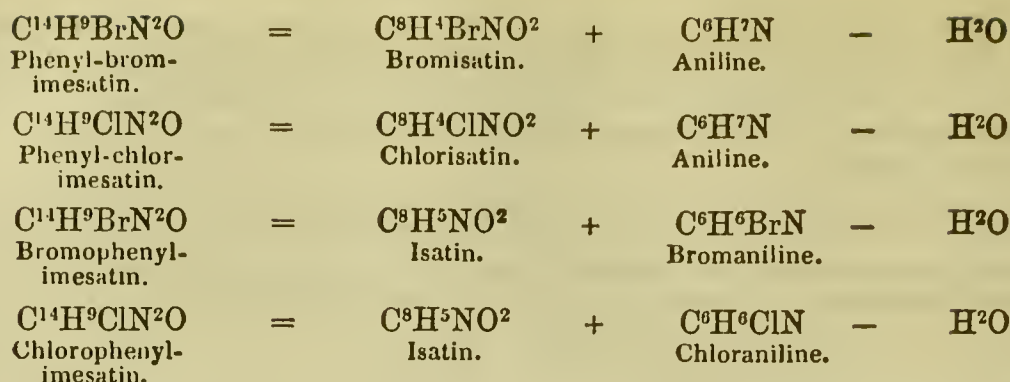 C¹⁴H⁹BrN²O = C⁸H⁴BrNO² + C⁶H⁷N — H²O
Phenyl-brom- Bromisatin. Aniline.
imesatin.
C¹⁴H⁹ClN²O = C⁸H⁴ClNO² + C⁶H⁷N — H²O
Phenyl-chlor- Chlorisatin. Aniline.
imesatin.
C¹⁴H⁹BrN²O = C⁸H⁵NO² + C⁶H⁶BrN — H²O
Bromophenyl- Isatin. Bromaniline.
imesatin.
C¹⁴H⁹ClN²O = C⁸H⁵NO² + C⁶H⁶ClN — H²O
Chlorophenyl- Isatin. Chloraniline.
imesatin.